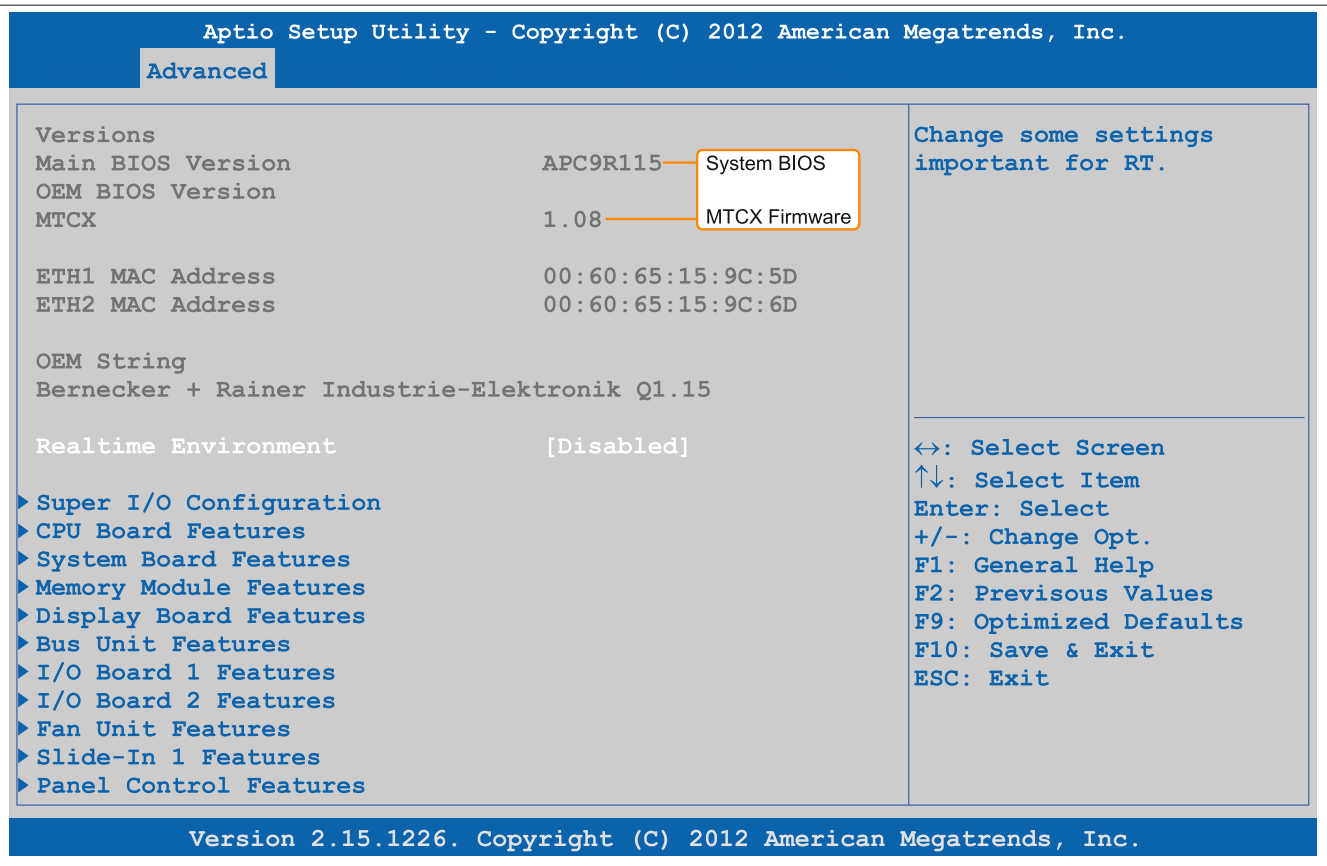 Aptio Setup Utility - Copyright (C) 2012 American Megatrends, Inc.
Advanced
Versions
Main BIOS Version APC9R115 System BIOS
OEM BIOS Version
MTCX 1.08 MTCX Firmware
ETH1 MAC Address 00:60:65:15:9C:5D
ETH2 MAC Address 00:60:65:15:9C:6D
OEM String
Bernecker + Rainer Industrie-Elektronik Q1.15
Realtime Environment [Disabled]
Super I/O Configuration
CPU Board Features
System Board Features
Memory Module Features
Display Board Features
Bus Unit Features
I/O Board 1 Features
I/O Board 2 Features
Fan Unit Features
Slide-In 1 Features
Panel Control Features
Change some settings
important for RT.
↔: Select Screen
↑↓: Select Item
Enter: Select
+/-: Change Opt.
F1: General Help
F2: Previsous Values
F9: Optimized Defaults
F10: Save & Exit
ESC: Exit
Version 2.15.1226. Copyright (C) 2012 American Megatrends, Inc.